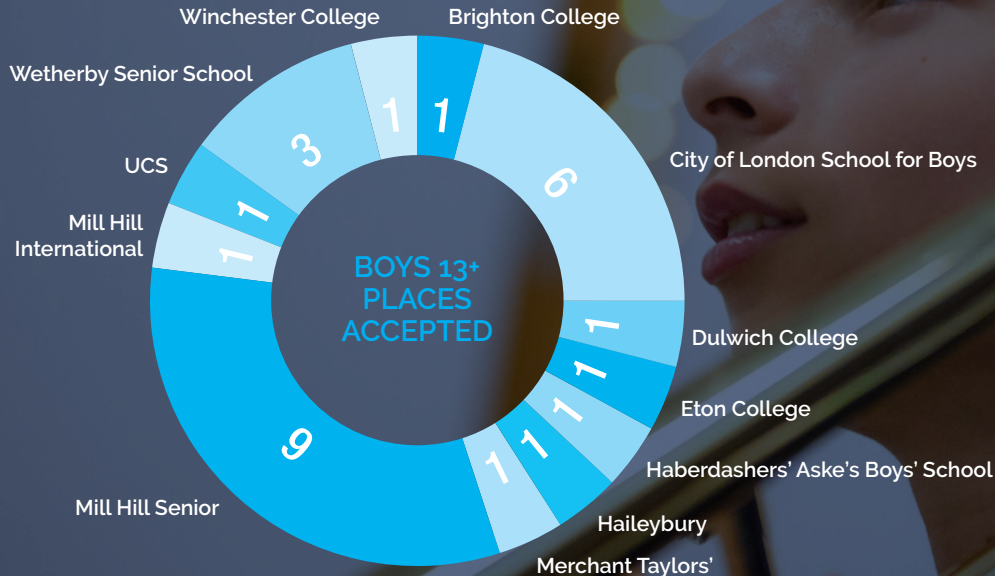 Winchester College
Brighton College
Wetherby Senior School
1
1
3
6
City of London School for Boys
UCS
1
Mill Hill
International
1
BOYS 13+
PLACES
ACCEPTED
1
Dulwich College
1
Eton College
1
Haberdashers’ Aske’s Boys’ School
1
Haileybury
1
Merchant Taylors’
9
Mill Hill Senior